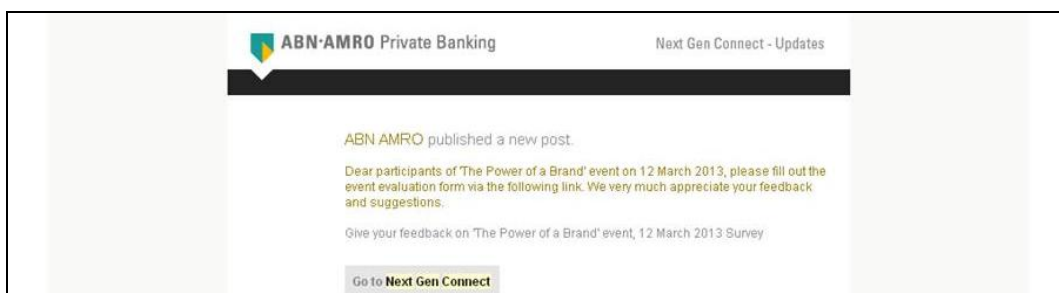 ABN·AMRO Private Banking
Next Gen Connect - Updates
ABN AMRO published a new post.
Dear participants of 'The Power of a Brand' event on 12 March 2013, please fill out the
event evaluation form via the following link. We very much appreciate your feedback
and suggestions.
Give your feedback on 'The Power of a Brand' event, 12 March 2013 Survey
Go to Next Gen Connect